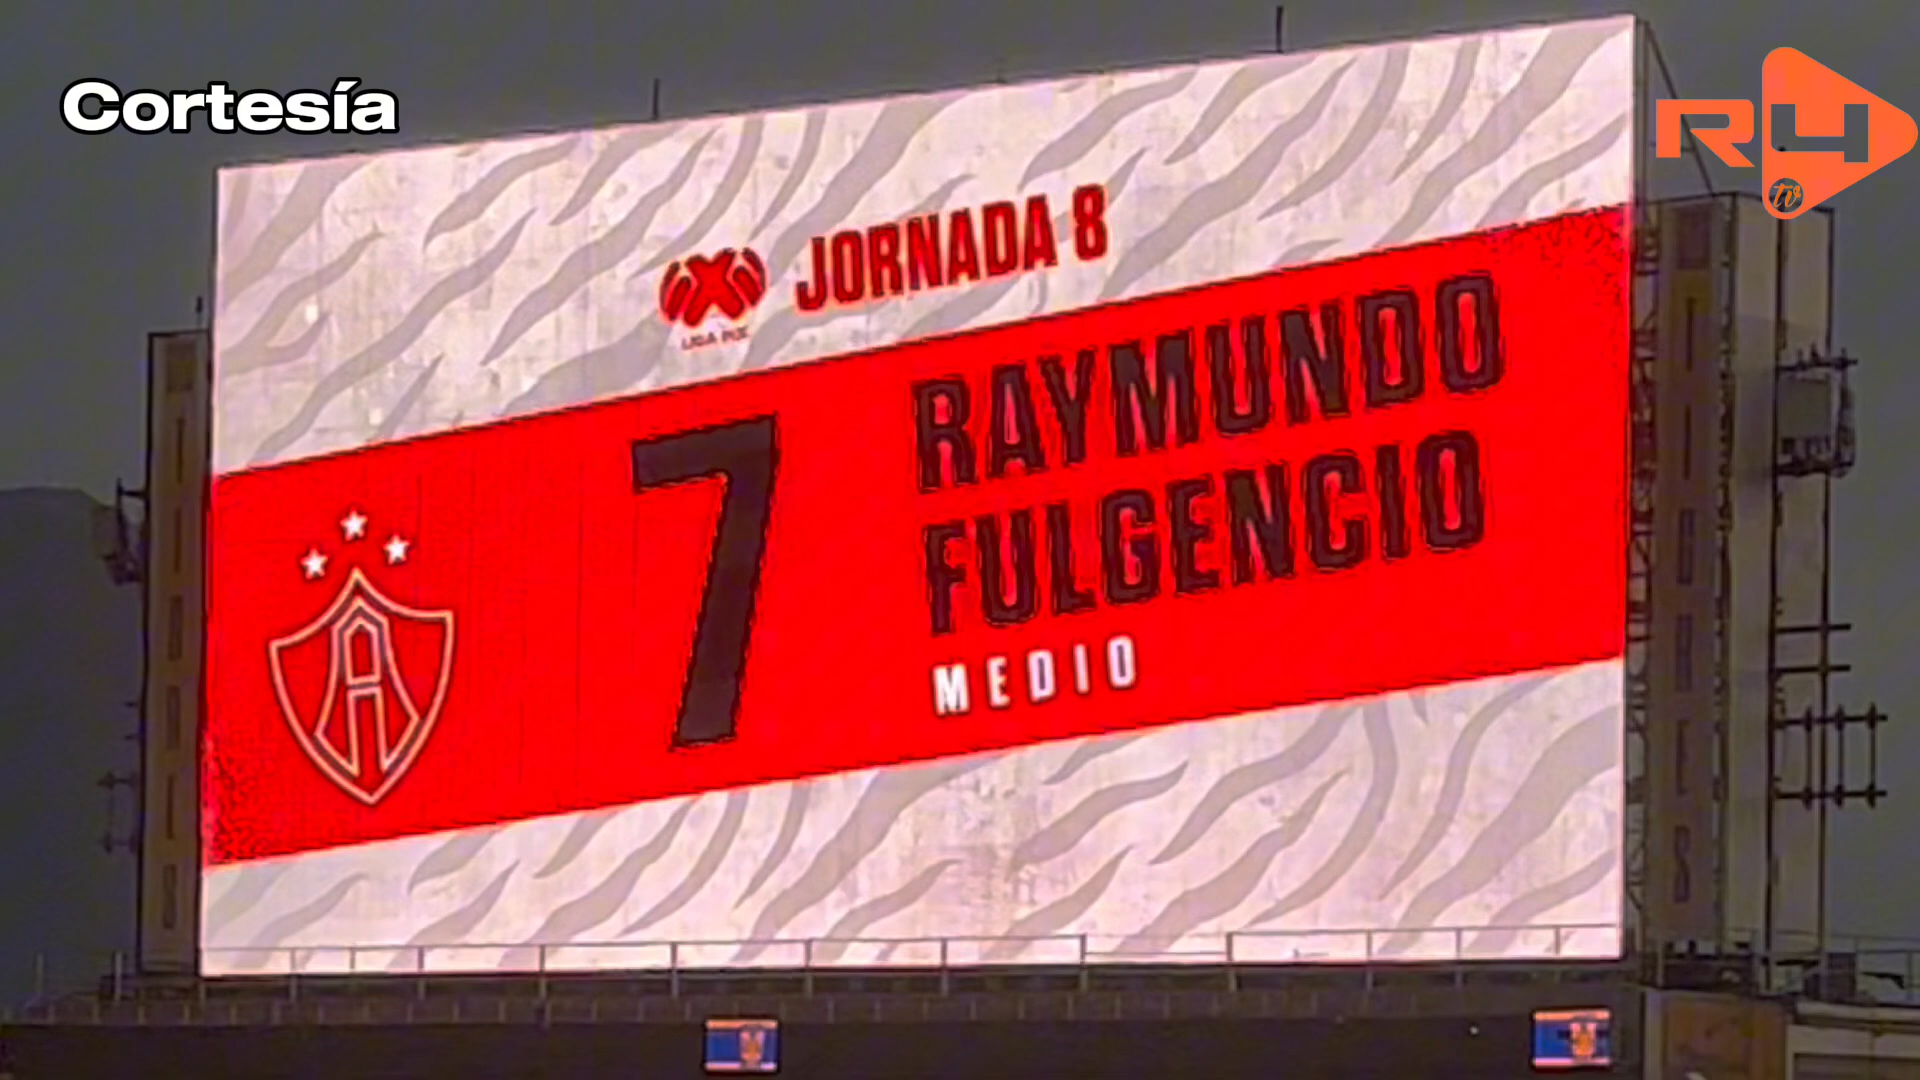 Cortesía
R4
tv
JORNADA 8
LIGA MX
7
RAYMUNDO
FULGENCIO
MEDIO
A